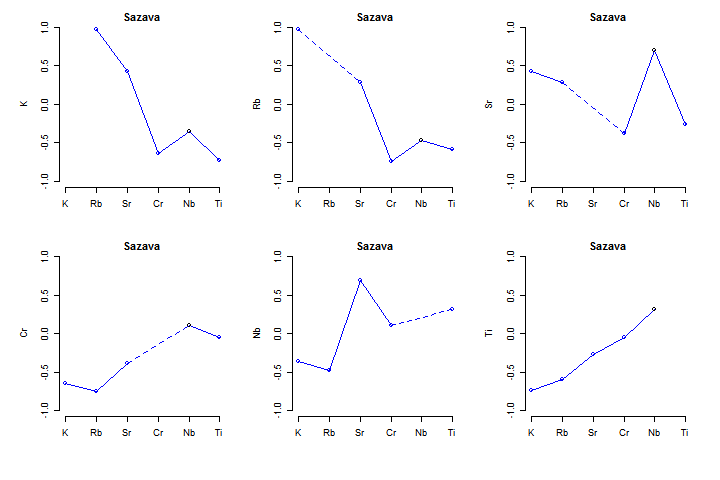 Sazava Sazava Sazava
1.0 1.0 1.0
0.5 0.5 0.5
K 0.0 Rb 0.0 Sr 0.0
-0.5 -0.5 -0.5
-1.0 -1.0 -1.0
K Rb Sr Cr Nb Ti K Rb Sr Cr Nb Ti K Rb Sr Cr Nb Ti
Sazava Sazava Sazava
1.0 1.0 1.0
0.5 0.5 0.5
Cr 0.0 Nb 0.0 Ti 0.0
-0.5 -0.5 -0.5
-1.0 -1.0 -1.0
K Rb Sr Cr Nb Ti K Rb Sr Cr Nb Ti K Rb Sr Cr Nb Ti